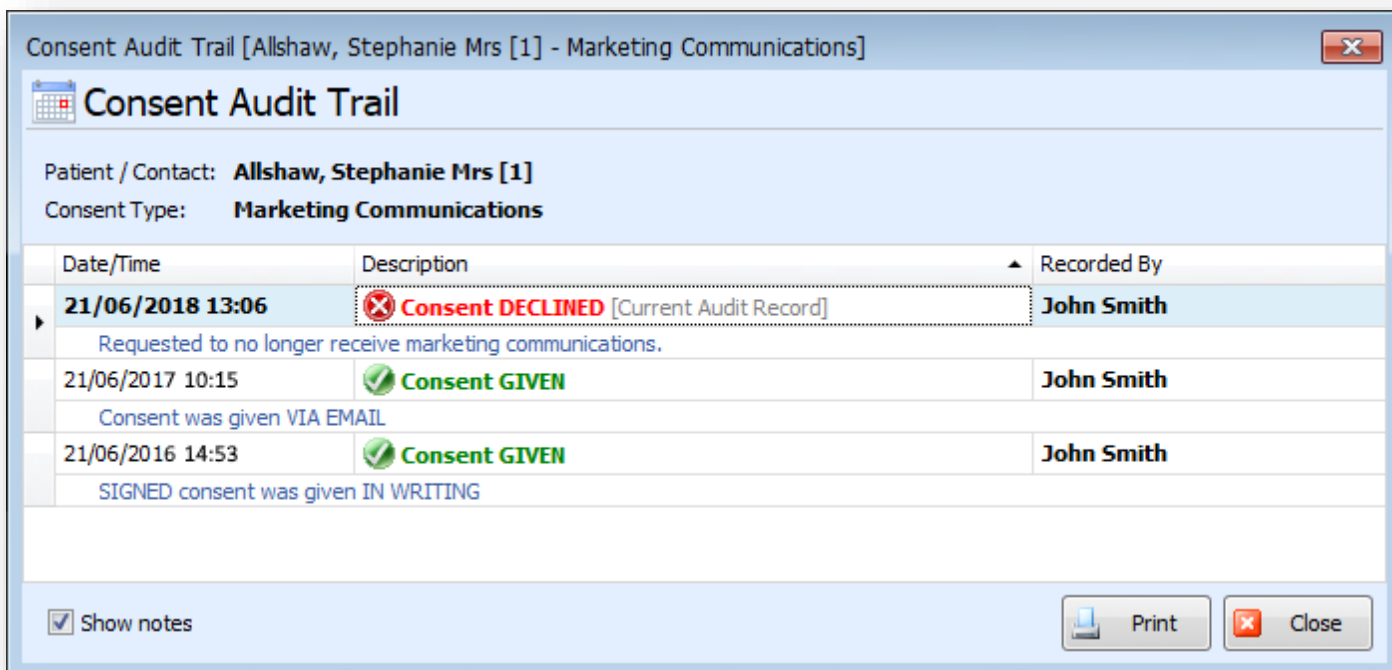 Consent Audit Trail [Allshaw, Stephanie Mrs [1] - Marketing Communications]
Consent Audit Trail
Patient / Contact: Allshaw, Stephanie Mrs [1]
Consent Type: Marketing Communications
Date/Time Description Recorded By
21/06/2018 13:06 Consent DECLINED [Current Audit Record] John Smith
Requested to no longer receive marketing communications.
21/06/2017 10:15 Consent GIVEN John Smith
Consent was given VIA EMAIL
21/06/2016 14:53 Consent GIVEN John Smith
SIGNED consent was given IN WRITING
Show notes Print Close